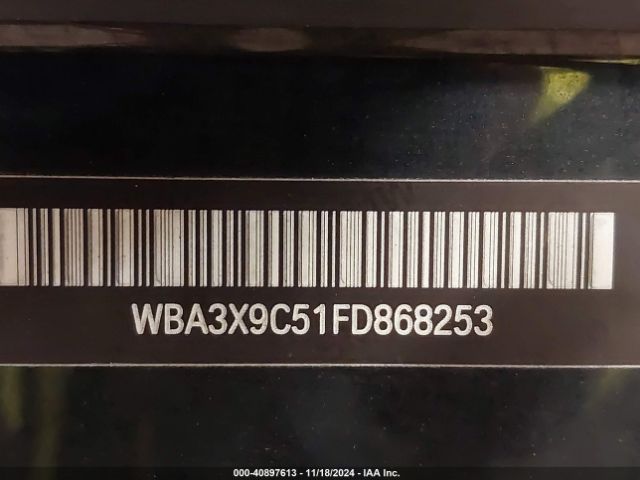 WBA3X9C51FD868253
000-40897613 - 11/18/2024 - IAA Inc.